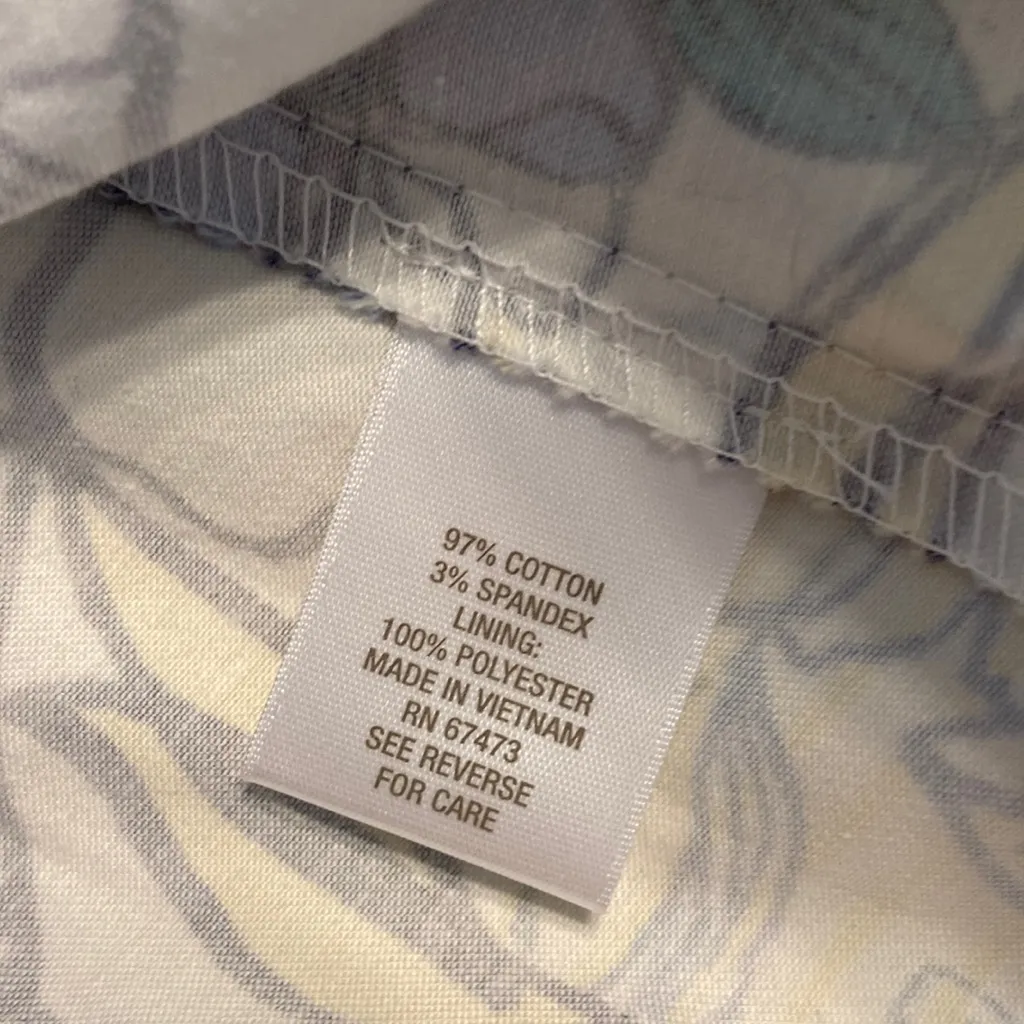 97% COTTON
3% SPANDEX
LINING:
100% POLYESTER
MADE IN VIETNAM
RN 67473
SEE REVERSE
FOR CARE